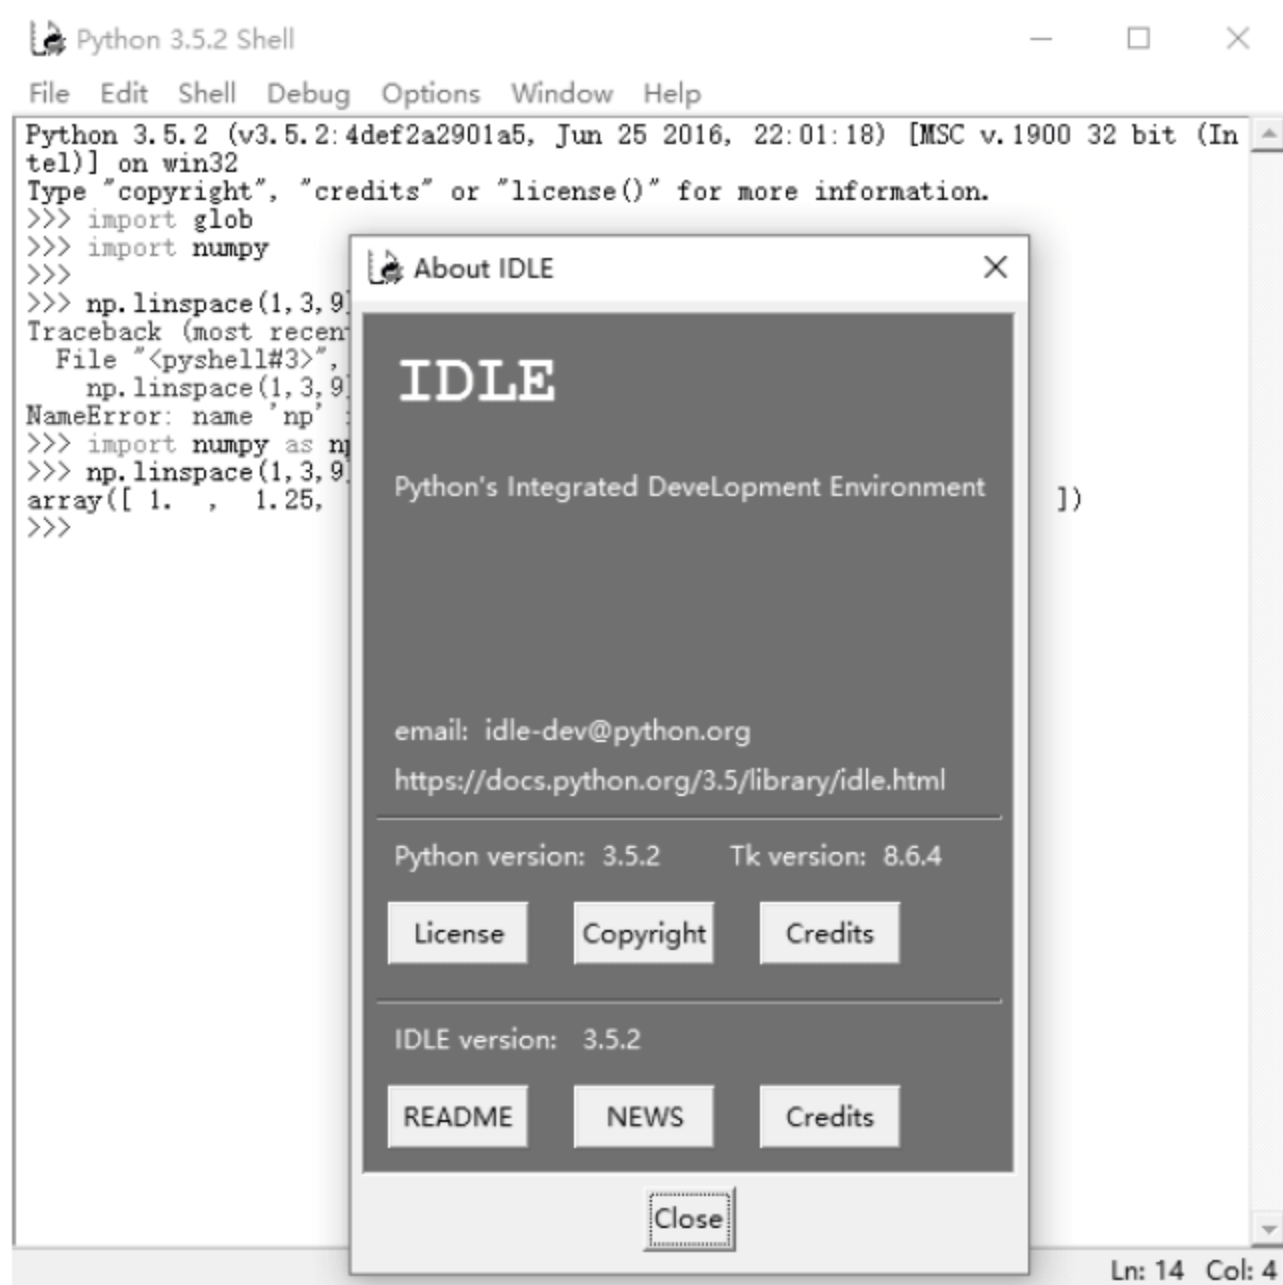 Python 3.5.2 Shell
File Edit Shell Debug Options Window Help
Python 3.5.2 (v3.5.2:4def2a2901a5, Jun 25 2016, 22:01:18) [MSC v.1900 32 bit (In
tel)] on win32
Type "copyright", "credits" or "license()" for more information.
>>> import glob
>>> import numpy
>>>
>>> np.linspace(1,3,9)
Traceback (most recen
File "<pyshell#3>",
np.linspace(1,3,9)
NameError: name 'np'
>>> import numpy as np
>>> np.linspace(1,3,9)
array([ 1. , 1.25, ])
>>>
About IDLE
IDLE
Python's Integrated DeveLopment Environment
email: idle-dev@python.org
https://docs.python.org/3.5/library/idle.html
Python version: 3.5.2 Tk version: 8.6.4
License Copyright Credits
IDLE version: 3.5.2
README NEWS Credits
Close
Ln: 14 Col: 4